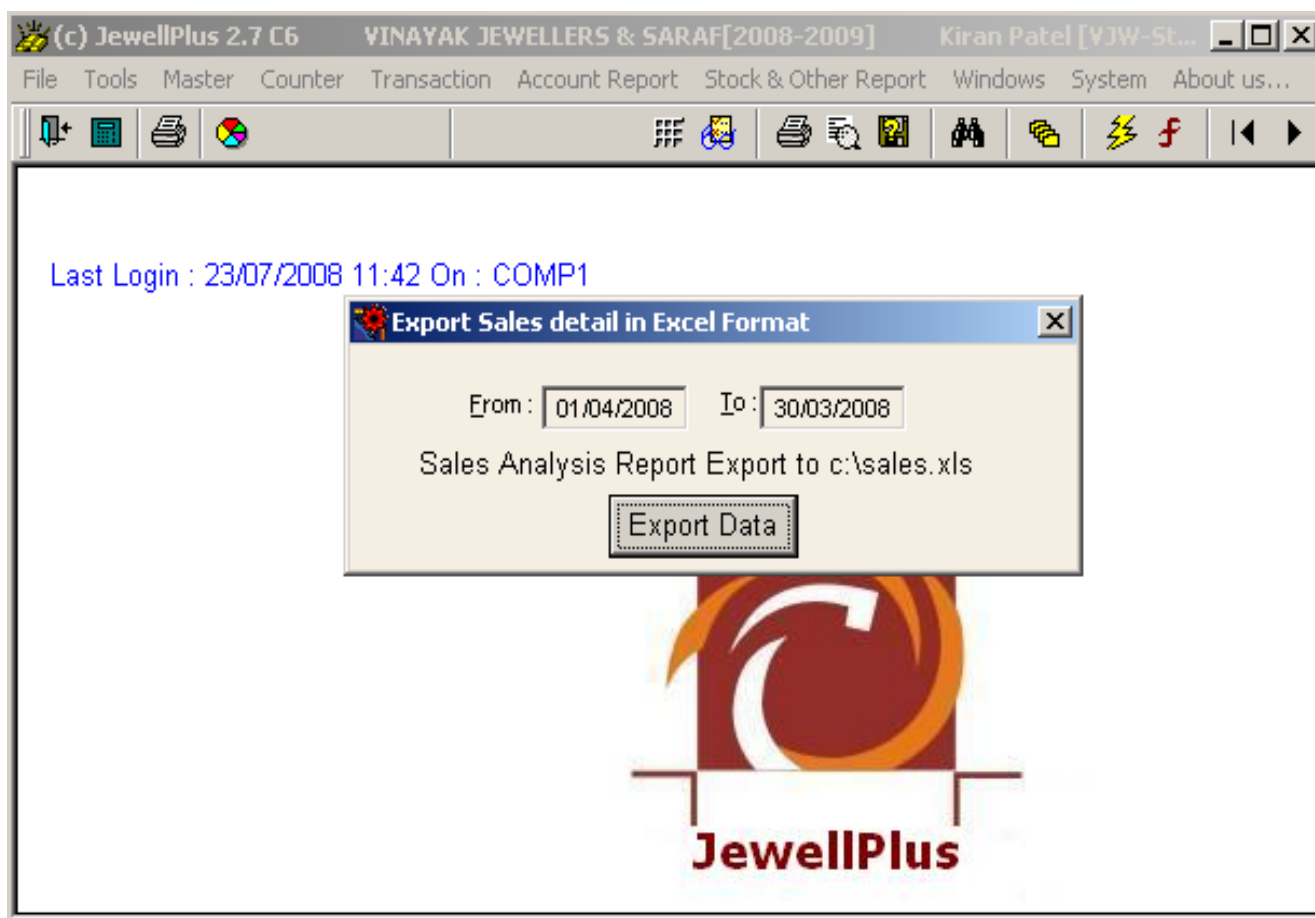 (c) JewellPlus 2.7 C6 VINAYAK JEWELLERS & SARAF[2008-2009] Kiran Patel [VJW-St...
File Tools Master Counter Transaction Account Report Stock & Other Report Windows System About us...
Last Login : 23/07/2008 11:42 On : COMP1
Export Sales detail in Excel Format
From : 01/04/2008 To : 30/03/2008
Sales Analysis Report Export to c:\sales.xls
Export Data
JewellPlus